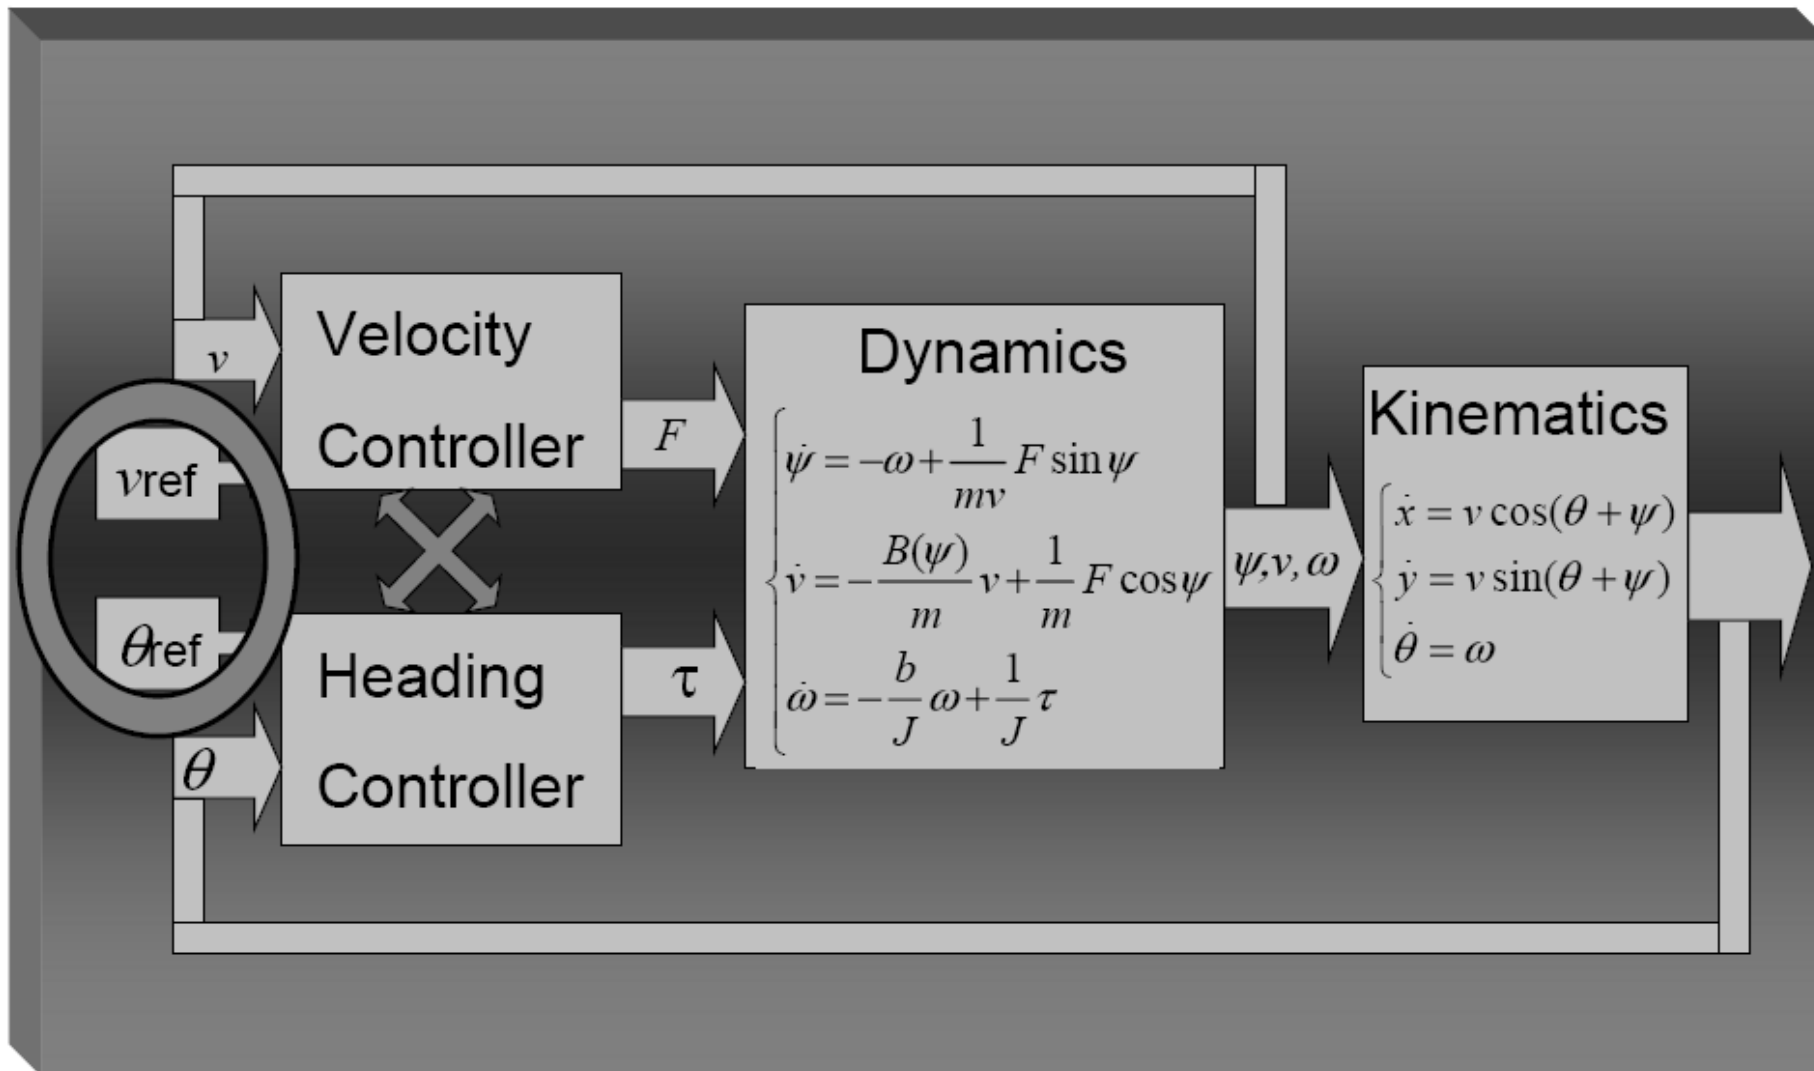 v
Velocity
Controller
vref
θref
θ
Heading
Controller
F
τ
Dynamics
ψ̇ = −ω + 1/mv F sin ψ
v̇ = − B(ψ)/m v + 1/m F cos ψ
ω̇ = − b/J ω + 1/J τ
ψ, v, ω
Kinematics
ẋ = v cos(θ + ψ)
ẏ = v sin(θ + ψ)
θ̇ = ω